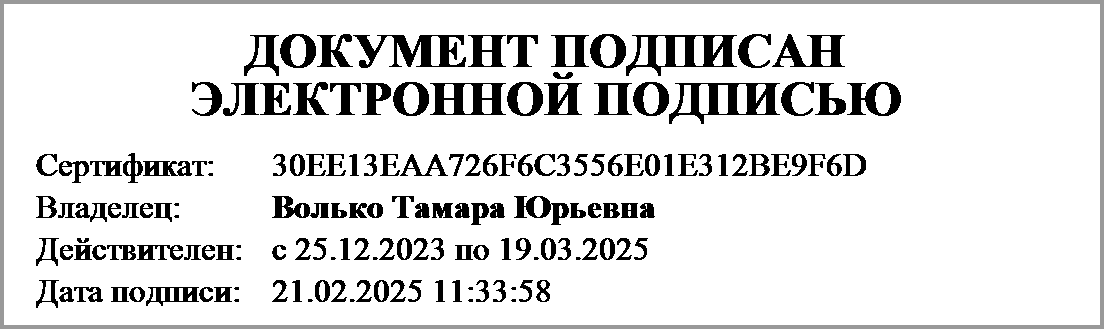 ДОКУМЕНТ ПОДПИСАН
ЭЛЕКТРОННОЙ ПОДПИСЬЮ
Сертификат: 30EE13EAA726F6C3556E01E312BE9F6D
Владелец: Волько Тамара Юрьевна
Действителен: с 25.12.2023 по 19.03.2025
Дата подписи: 21.02.2025 11:33:58